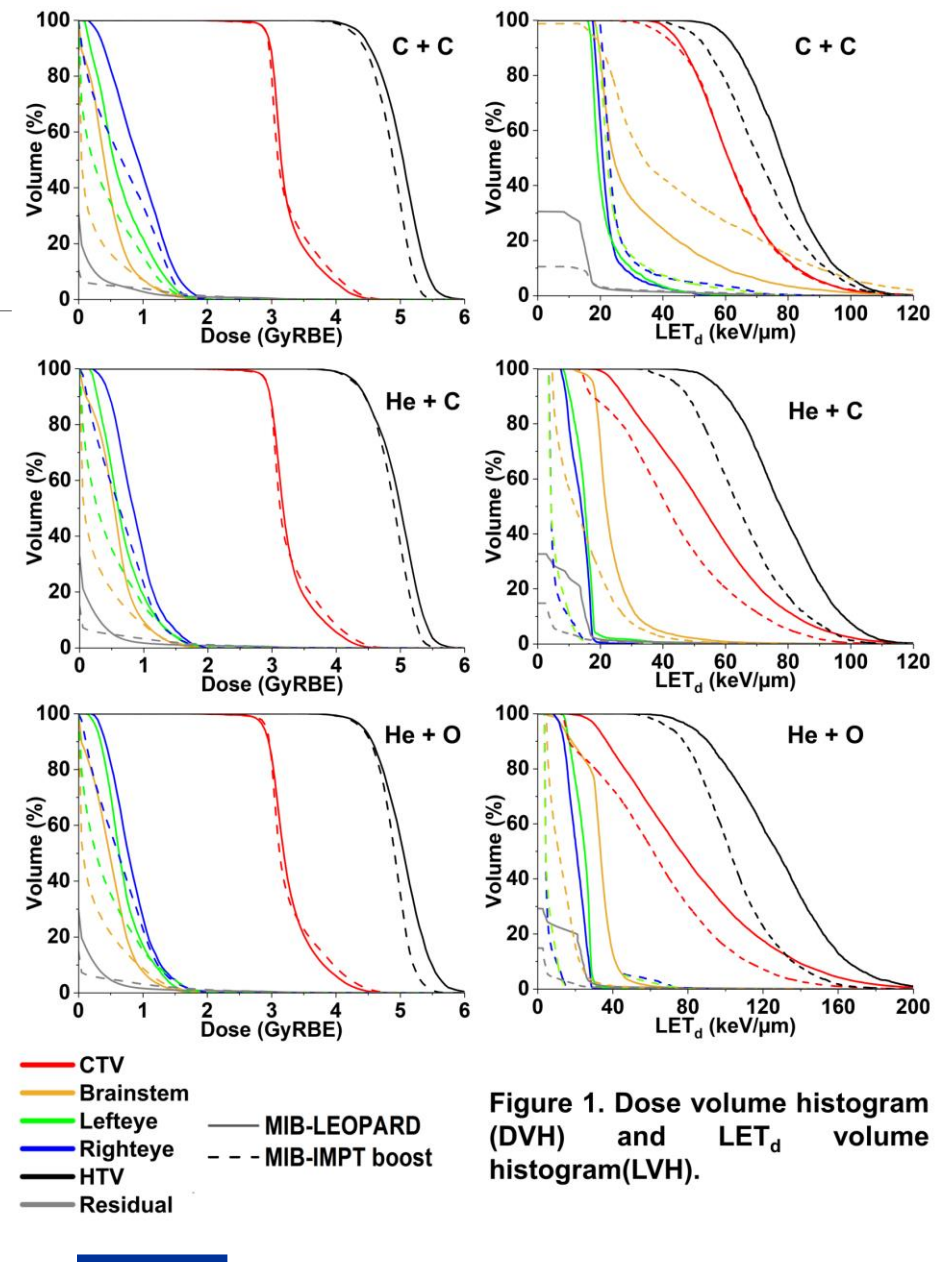 100
80
60
40
20
0
Volume (%)
C + C
0 1 2 3 4 5 6
Dose (GyRBE)
100
80
60
40
20
0
Volume (%)
C + C
0 20 40 60 80 100 120
LETd (keV/µm)
100
80
60
40
20
0
Volume (%)
He + C
0 1 2 3 4 5 6
Dose (GyRBE)
100
80
60
40
20
0
Volume (%)
He + C
0 20 40 60 80 100 120
LETd (keV/µm)
100
80
60
40
20
0
Volume (%)
He + O
0 1 2 3 4 5 6
Dose (GyRBE)
100
80
60
40
20
0
Volume (%)
He + O
0 40 80 120 160 200
LETd (keV/µm)
CTV
Brainstem
Lefteye
Righteye
HTV
Residual
MIB-LEOPARD
MIB-IMPT boost
Figure 1. Dose volume histogram
(DVH) and LETd volume
histogram(LVH).